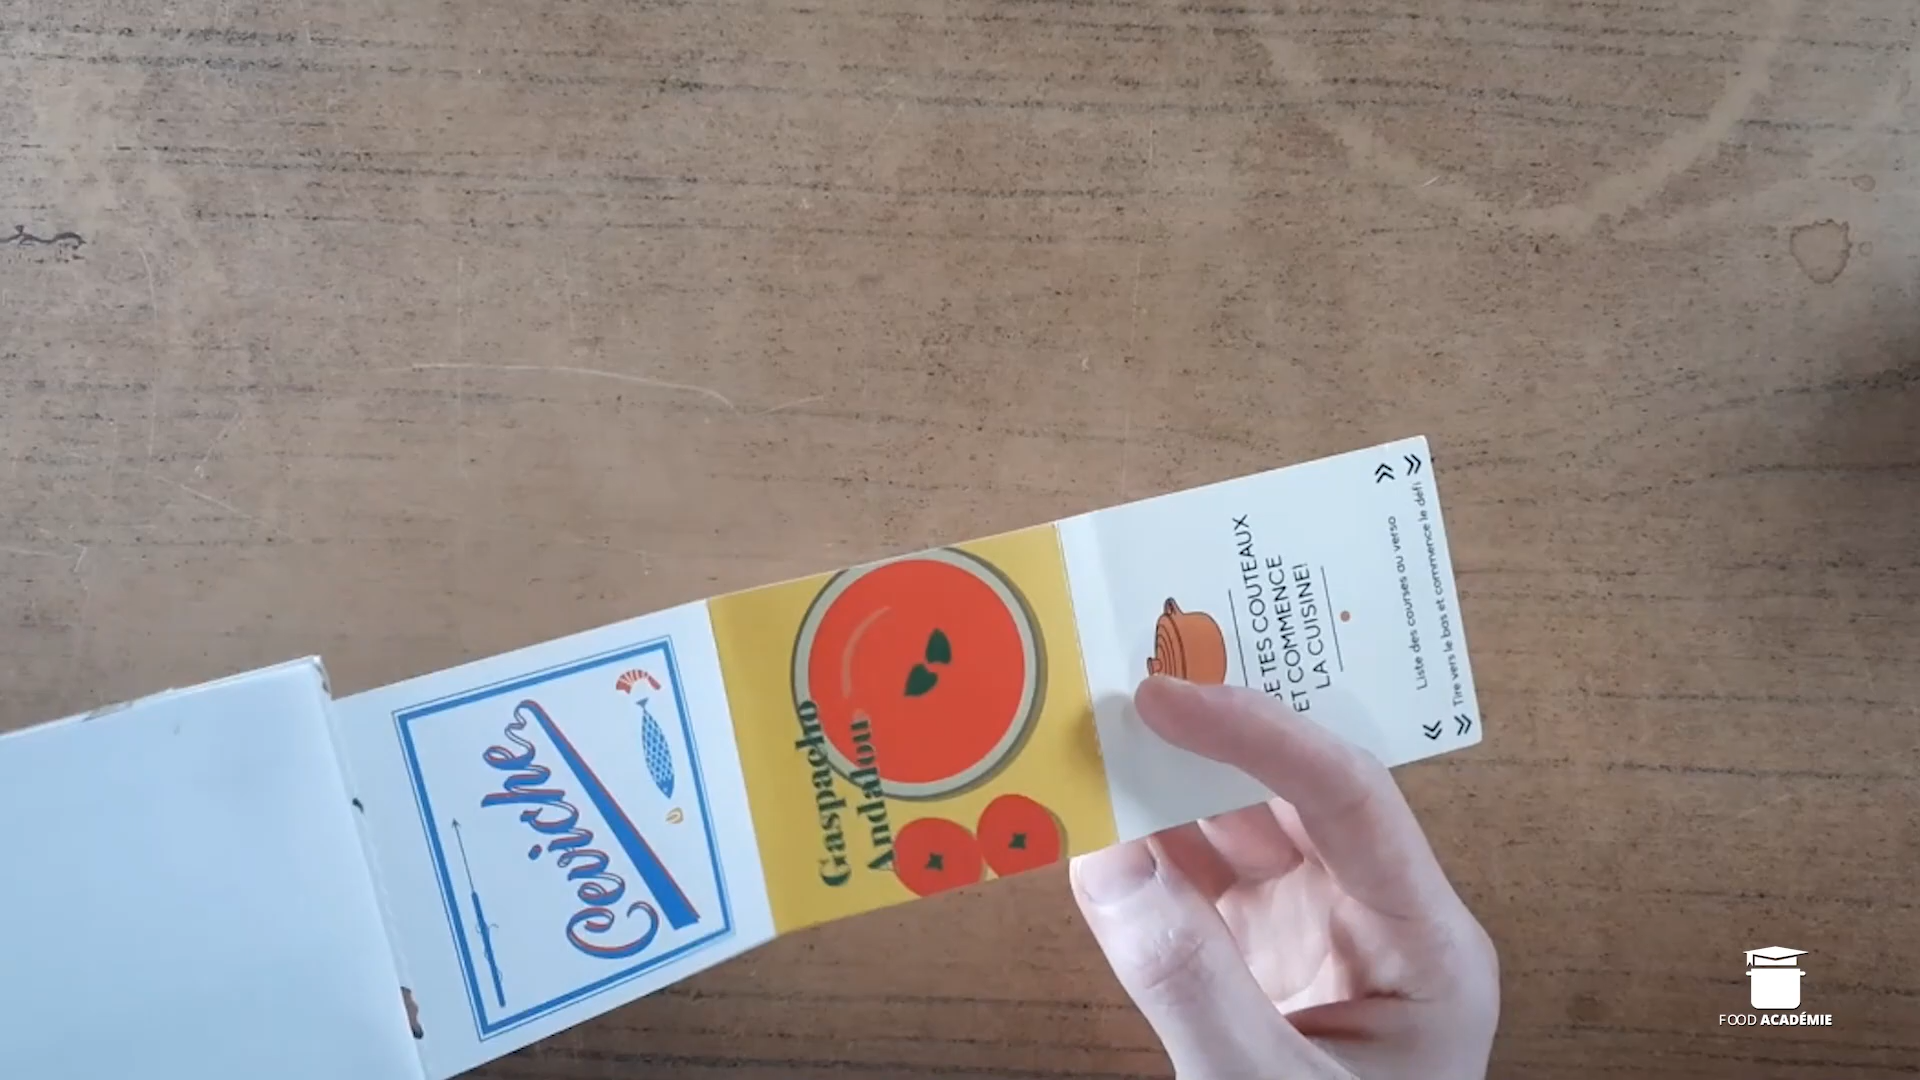 Ceviche
Gaspacho
Andalou
TES COUTEAUX
ET COMMENCE
LA CUISINE!
Liste des courses au verso
Tire vers le bas et commence le défi
FOOD ACADÉMIE